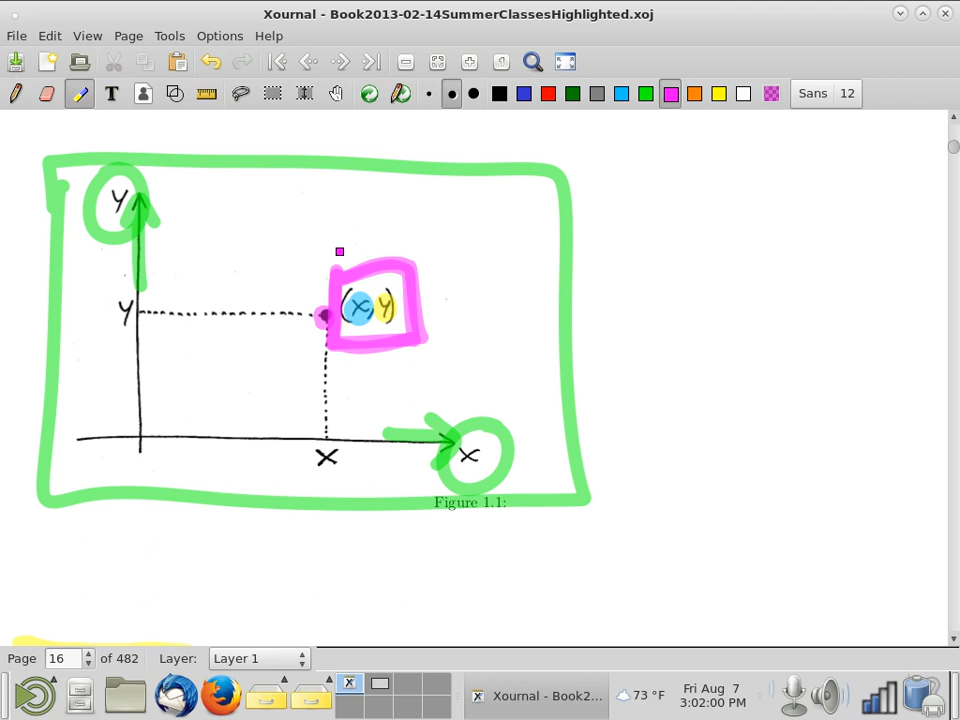 Xournal - Book2013-02-14SummerClassesHighlighted.xoj
File Edit View Page Tools Options Help
T Sans 12
Y
Y (x, y)
X x
Figure 1.1:
Page 16 of 482 Layer: Layer 1
Xournal - Book2... 73 °F Fri Aug 7
3:02:00 PM